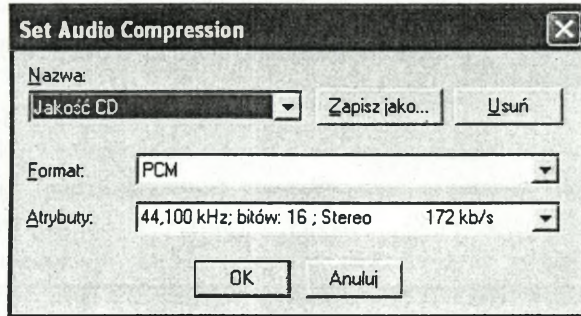 Set Audio Compression
Nazwa:
Jakość CD
Zapisz jako...
Usuń
Format:
PCM
Atrybuty:
44,100 kHz; bitów: 16 ; Stereo 172 kb/s
OK
Anuluj